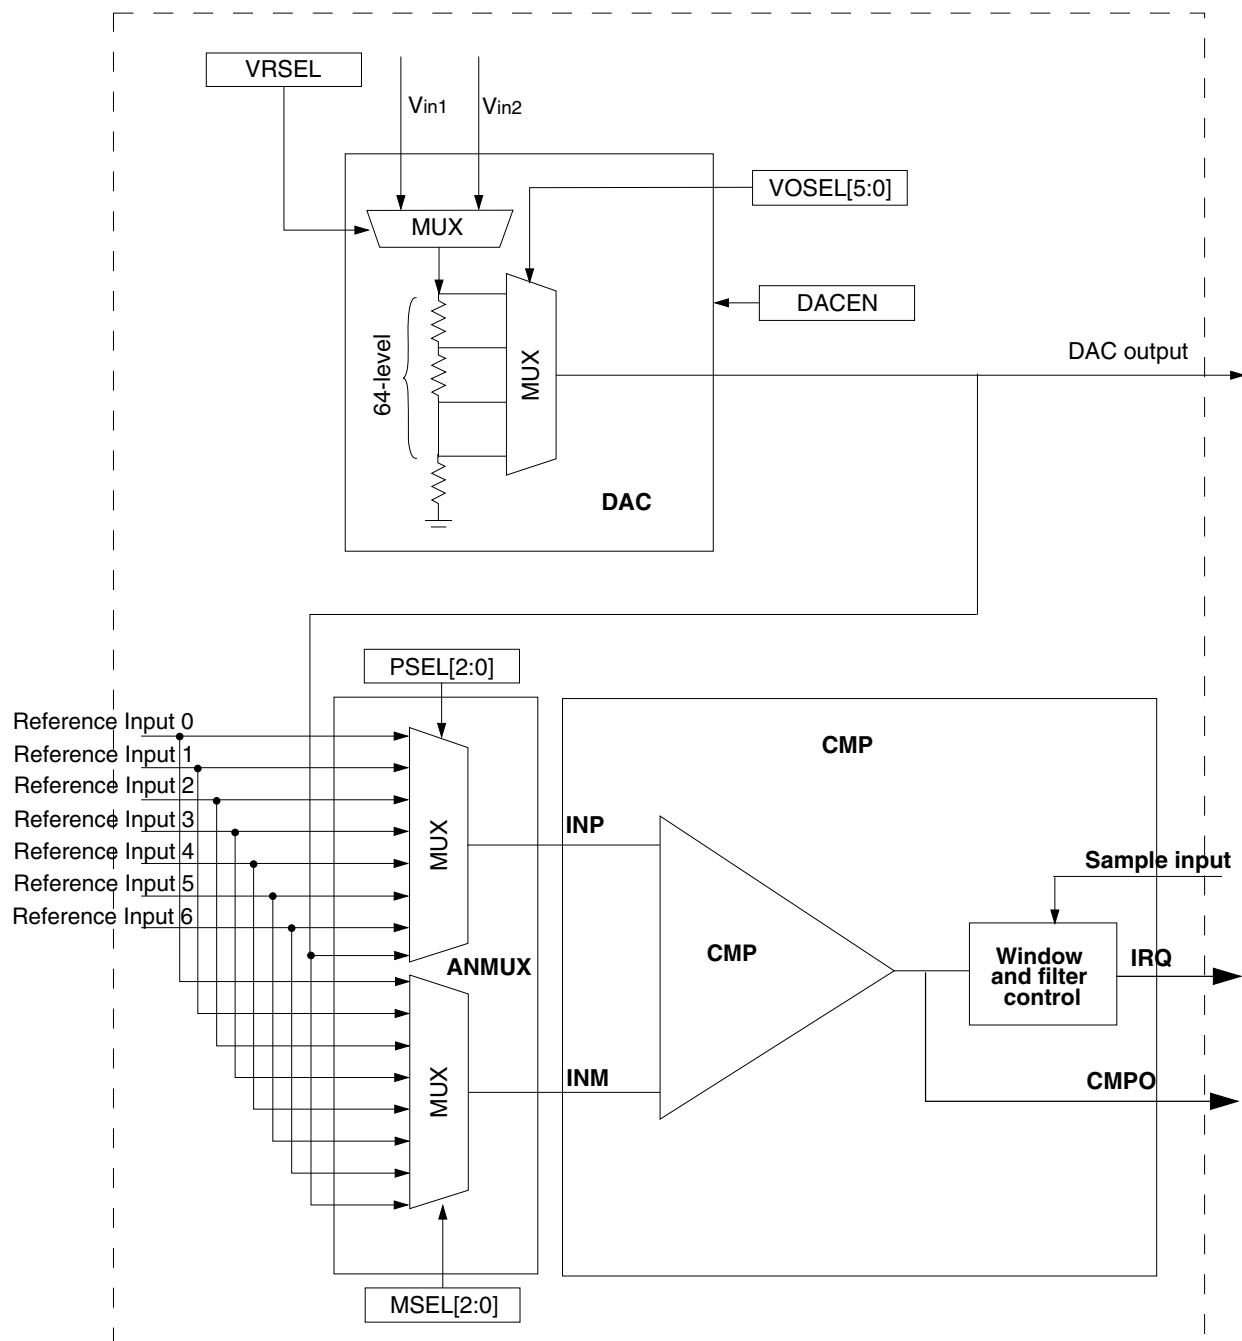 VRSEL
Vin1
Vin2
VOSEL[5:0]
MUX
DACEN
64-level
MUX
DAC output
DAC
PSEL[2:0]
Reference Input 0
Reference Input 1
Reference Input 2
Reference Input 3
Reference Input 4
Reference Input 5
Reference Input 6
MUX
ANMUX
MUX
MSEL[2:0]
CMP
INP
INM
CMP
Sample input
Window
and filter
control
IRQ
CMPO